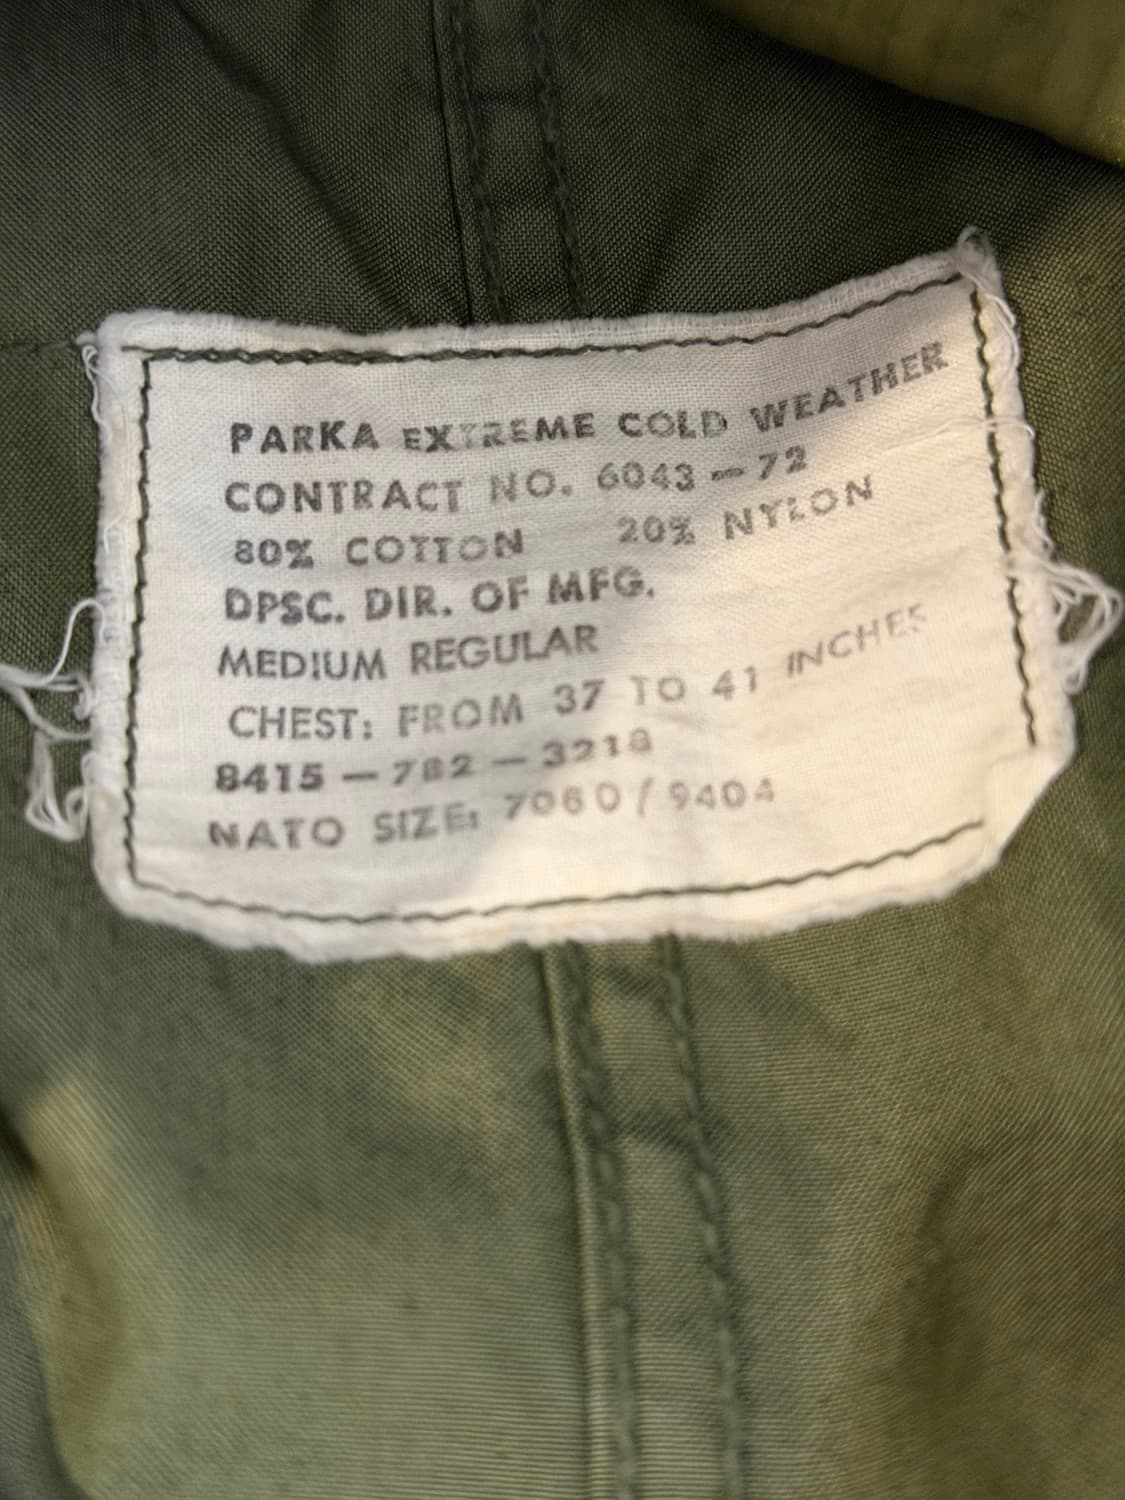 PARKA EXTREME COLD WEATHER
CONTRACT NO. 6043-72
80% COTTON 20% NYLON
DPSC. DIR. OF MFG.
MEDIUM REGULAR
CHEST: FROM 37 TO 41 INCHES
8415-782-3218
NATO SIZE: 7080/9404